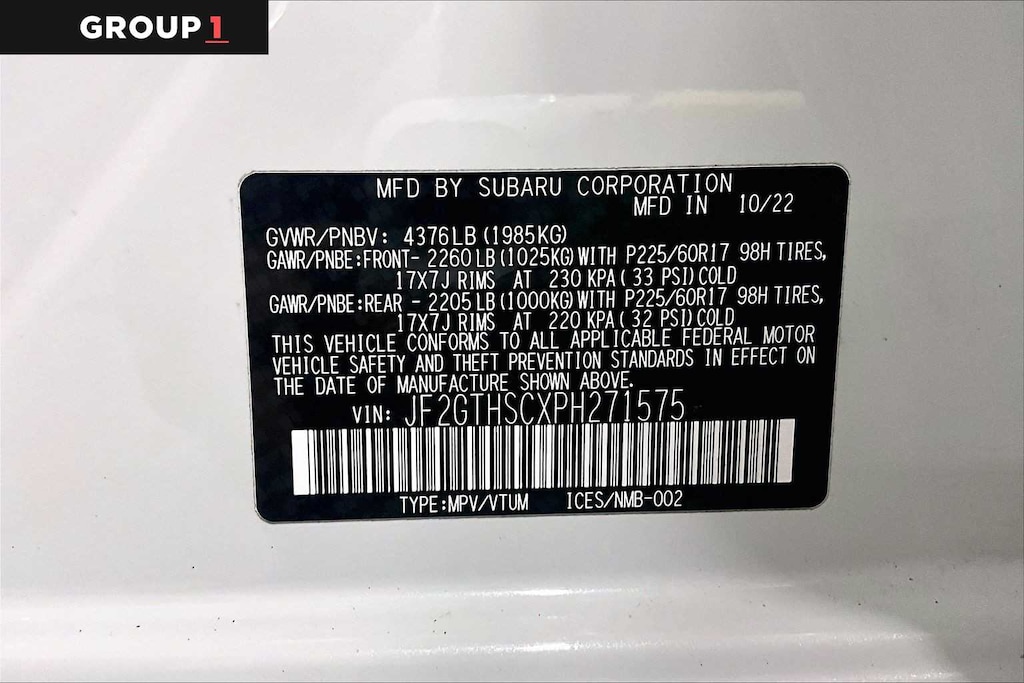 GROUP 1
MFD BY SUBARU CORPORATION
MFD IN 10/22
GVWR/PNBV: 4376LB (1985KG)
GAWR/PNBE:FRONT- 2260 LB (1025KG) WITH P225/60R17 98H TIRES,
17X7J RIMS AT 230 KPA ( 33 PSI) COLD
GAWR/PNBE:REAR - 2205 LB (1000KG) WITH P225/60R17 98H TIRES,
17X7J RIMS AT 220 KPA ( 32 PSI) COLD
THIS VEHICLE CONFORMS TO ALL APPLICABLE FEDERAL MOTOR
VEHICLE SAFETY AND THEFT PREVENTION STANDARDS IN EFFECT ON
THE DATE OF MANUFACTURE SHOWN ABOVE.
VIN: JF2GTHSCXPH271575
TYPE:MPV/VTUM ICES/NMB-002